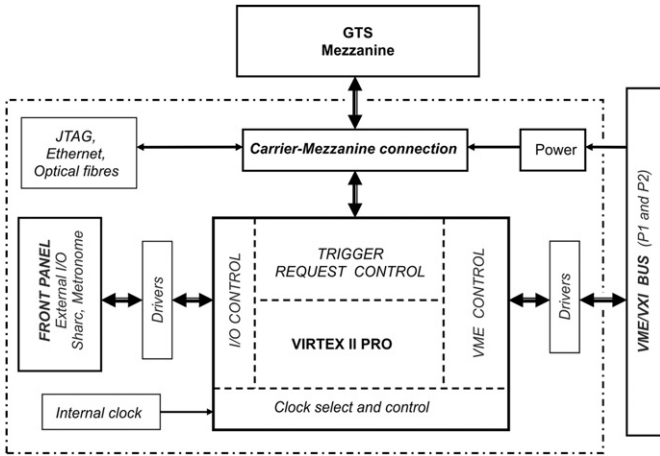 GTS
Mezzanine
JTAG,
Ethernet,
Optical fibres
Carrier-Mezzanine connection
Power
FRONT PANEL
External I/O
Sharc, Metronome
Drivers
I/O CONTROL
TRIGGER
REQUEST CONTROL
VIRTEX II PRO
VME CONTROL
Drivers
VME/VXI BUS (P1 and P2)
Internal clock
Clock select and control